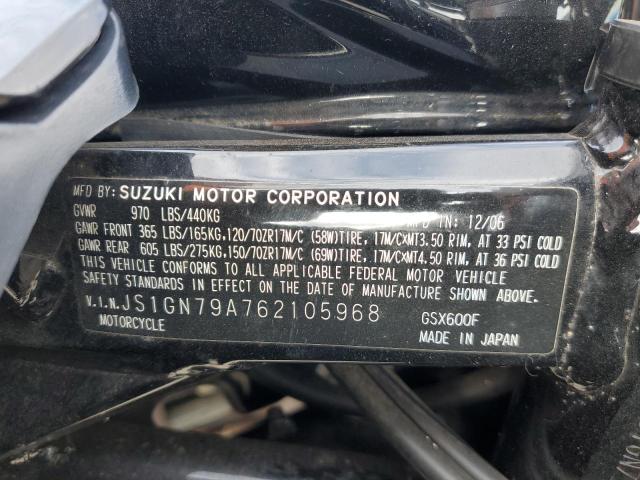 MFD BY: SUZUKI MOTOR CORPORATION
GVWR 970 LBS/440KG MFD IN: 12/06
GAWR FRONT 365 LBS/165KG,120/70ZR17M/C (58W)TIRE, 17M/CXMT3.50 RIM, AT 33 PSI COLD
GAWR REAR 605 LBS/275KG,150/70ZR17M/C (69W)TIRE, 17M/CXMT4.50 RIM, AT 36 PSI COLD
THIS VEHICLE CONFORMS TO ALL APPLICABLE FEDERAL MOTOR VEHICLE
SAFETY STANDARDS IN EFFECT ON THE DATE OF MANUFACTURE SHOWN ABOVE.
V.I.N. JS1GN79A762105968 GSX600F
MOTORCYCLE MADE IN JAPAN